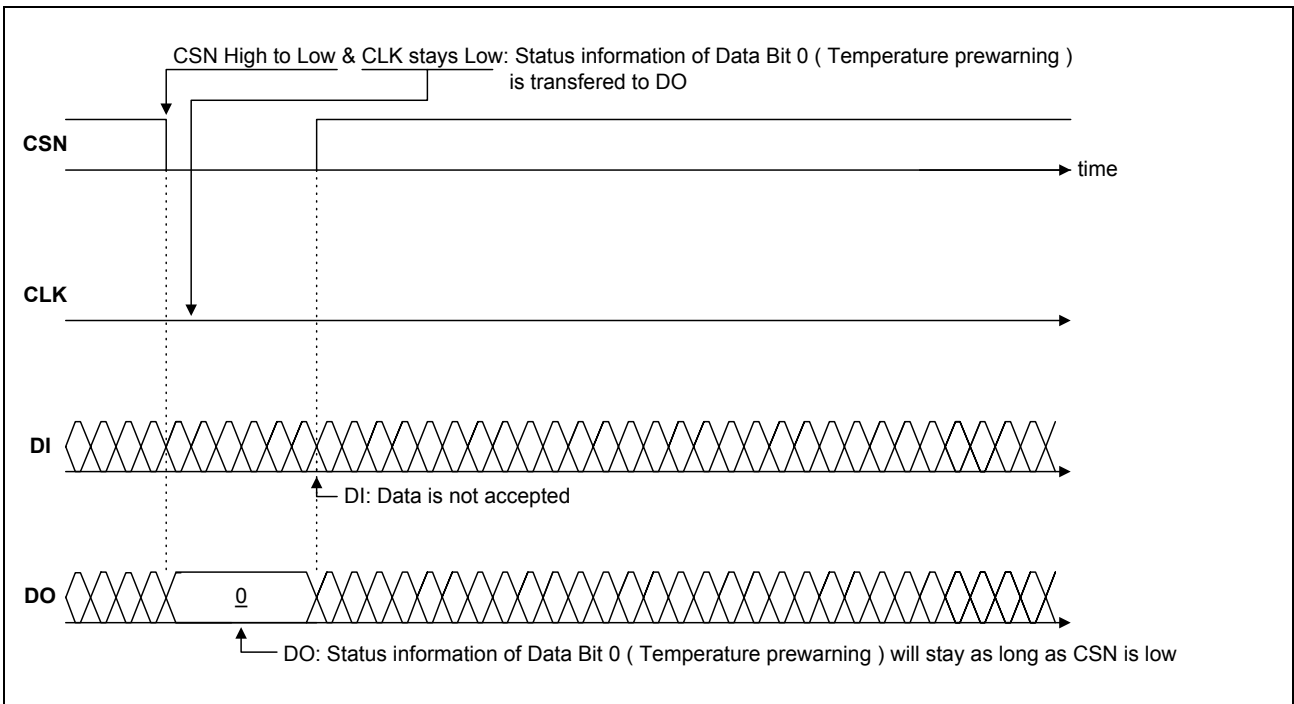 CSN High to Low & CLK stays Low: Status information of Data Bit 0 ( Temperature prewarning )
is transfered to DO
CSN
time
CLK
DI
DI: Data is not accepted
DO
0
DO: Status information of Data Bit 0 ( Temperature prewarning ) will stay as long as CSN is low